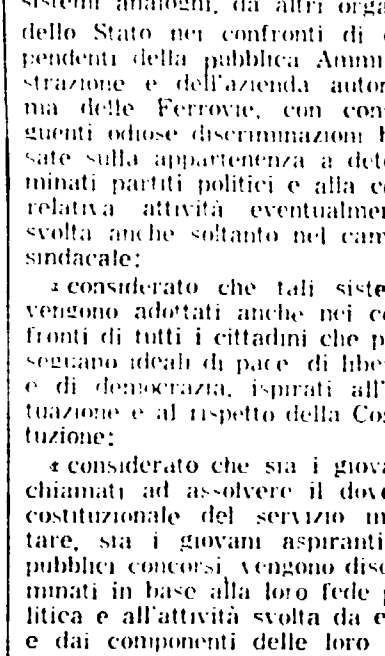 sistemi analoghi, da altri orga
dello Stato nei confronti di
pendenti della pubblica Ammi
strazione e dell'azienda autor
ma delle Ferrovie, con con
guenti odiose discriminazioni b
sate sulla appartenenza a det
minati partiti politici e alla c
relativa attività eventualmen
svolta anche soltanto nel cam
sindacale;
« considerato che tali siste
vengono adottati anche nei c
fronti di tutti i cittadini che p
seguano ideali di pace di libe
e di democrazia, ispirati all'
tuazione e al rispetto della Cos
tuzione;
« considerato che sia i giova
chiamati ad assolvere il dove
costituzionale del servizio m
tare, sia i giovani aspiranti
pubblici concorsi, vengono disc
minati in base alla loro fede p
litica e all'attività svolta da e
e dai componenti delle loro